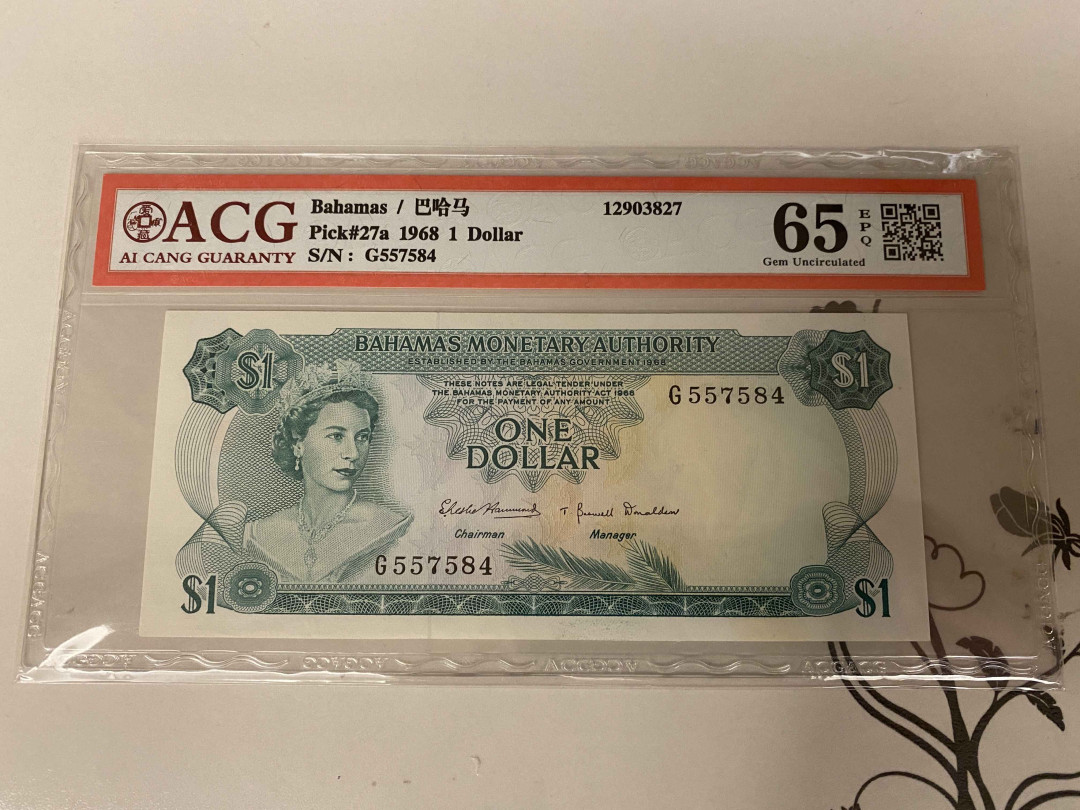 ACG
AI CANG GUARANTY
Bahamas / 巴哈马
12903827
Pick#27a 1968 1 Dollar
S/N : G557584
65
EPQ
Gem Uncirculated
$1
BAHAMAS MONETARY AUTHORITY
$1
ESTABLISHED BY THE BAHAMAS GOVERNMENT 1968
THESE NOTES ARE LEGAL TENDER UNDER
THE BAHAMAS MONETARY AUTHORITY ACT 1968
FOR THE PAYMENT OF ANY AMOUNT
G557584
ONE
DOLLAR
T. Donaldson
Chairman
Manager
G557584
$1
$1
ACGACG